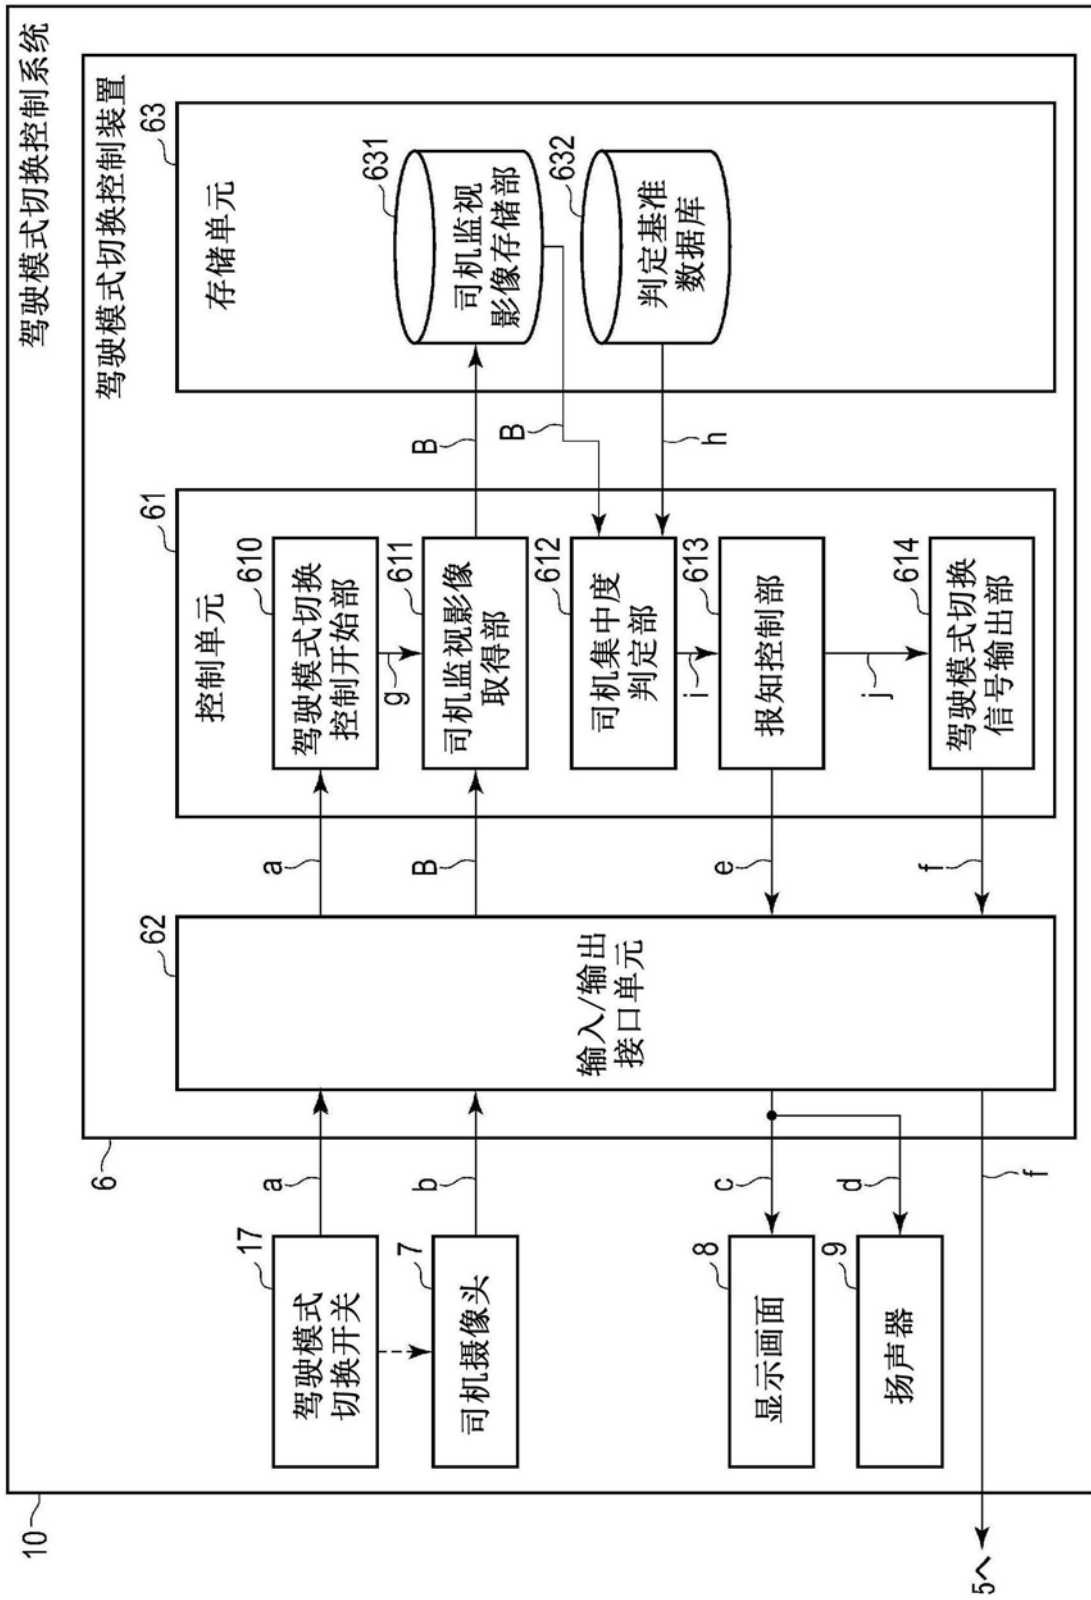 驾驶模式切换控制系统
10
驾驶模式切换控制装置
6
17
驾驶模式
切换开关
7
司机摄像头
8
显示画面
9
扬声器
a
b
c
d
f
5へ
62
输入/输出
接口单元
a
B
e
f
61
控制单元
610
驾驶模式切换
控制开始部
g
611
司机监视影像
取得部
612
司机集中度
判定部
i
613
报知控制部
j
614
驾驶模式切换
信号输出部
B
B
h
63
存储单元
631
司机监视
影像存储部
632
判定基准
数据库